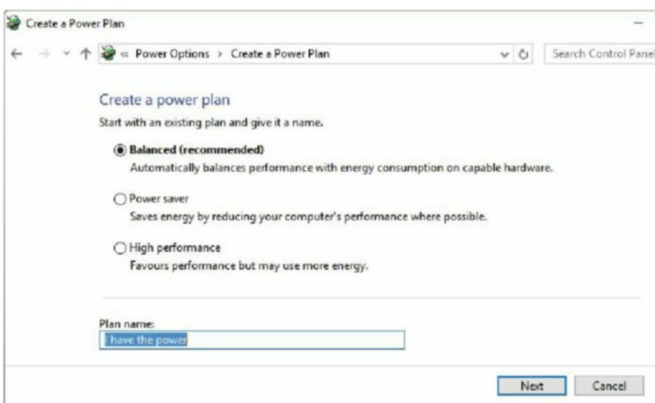 Create a Power Plan
« Power Options > Create a Power Plan
Search Control Panel
Create a power plan
Start with an existing plan and give it a name.
Balanced (recommended)
Automatically balances performance with energy consumption on capable hardware.
Power saver
Saves energy by reducing your computer's performance where possible.
High performance
Favours performance but may use more energy.
Plan name:
I have the power
Next
Cancel